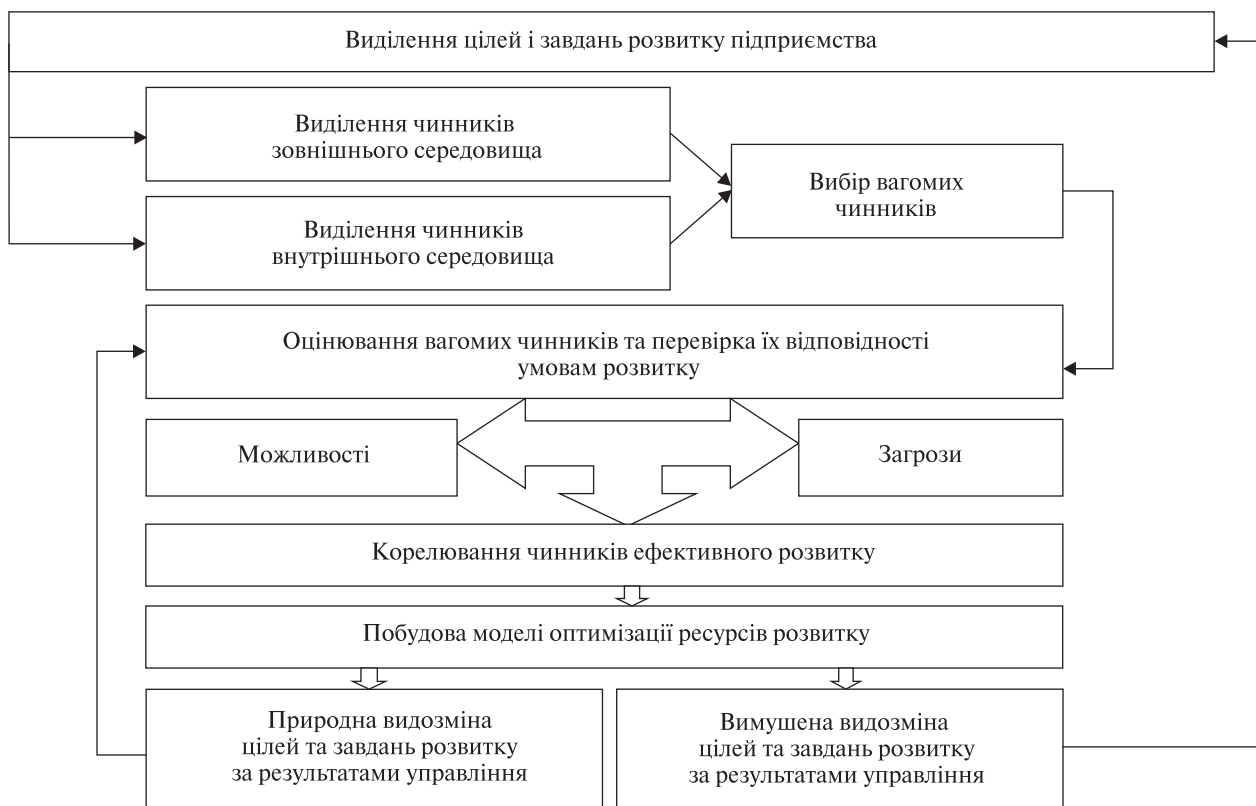 Виділення цілей і завдань розвитку підприємства
Виділення чинників
зовнішнього середовища
Вибір вагомих
чинників
Виділення чинників
внутрішнього середовища
Оцінювання вагомих чинників та перевірка їх відповідності
умовам розвитку
Можливості
Загрози
Корелювання чинників ефективного розвитку
Побудова моделі оптимізації ресурсів розвитку
Природна видозміна
цілей та завдань розвитку
за результатами управління
Вимушена видозміна
цілей та завдань розвитку
за результатами управління